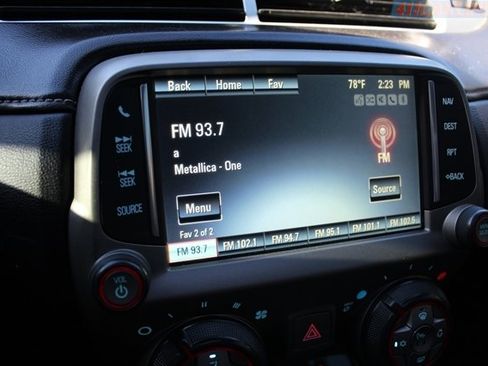 Back Home Fav
78°F 2:23 PM
FM 93.7
a
Metallica - One
FM
Menu
Source
Fav 2 of 2
FM 93.7 FM 102.1 FM 94.7 FM 95.1 FM 101.1 FM 102.5
SEEK
SEEK
SOURCE
VOL
NAV
DEST
RPT
BACK